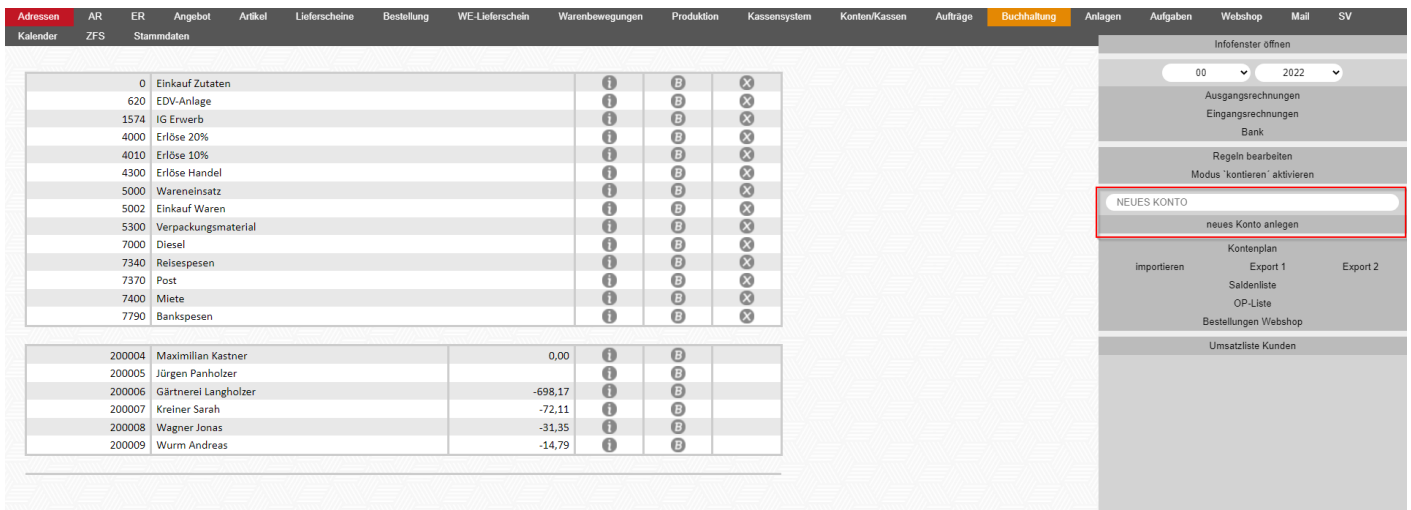 Adressen AR ER Angebot Artikel Lieferscheine Bestellung WE-Lieferschein Warenbewegungen Produktion Kassensystem Konten/Kassen Aufträge Buchhaltung Anlagen Aufgaben Webshop Mail SV
Kalender ZFS Stammdaten
0 Einkauf Zutaten i B X
620 EDV-Anlage i B X
1574 IG Erwerb i B X
4000 Erlöse 20% i B X
4010 Erlöse 10% i B X
4300 Erlöse Handel i B X
5000 Wareneinsatz i B X
5002 Einkauf Waren i B X
5300 Verpackungsmaterial i B X
7000 Diesel i B X
7340 Reisespesen i B X
7370 Post i B X
7400 Miete i B X
7790 Bankspesen i B X
200004 Maximilian Kastner 0,00 i B
200005 Jürgen Panholzer i B
200006 Gärtnerei Langholzer -698,17 i B
200007 Kreiner Sarah -72,11 i B
200008 Wagner Jonas -31,35 i B
200009 Wurm Andreas -14,79 i B
Infofenster öffnen
00 2022
Ausgangsrechnungen
Eingangsrechnungen
Bank
Regeln bearbeiten
Modus `kontieren´ aktivieren
NEUES KONTO
neues Konto anlegen
Kontenplan
importieren Export 1 Export 2
Saldenliste
OP-Liste
Bestellungen Webshop
Umsatzliste Kunden